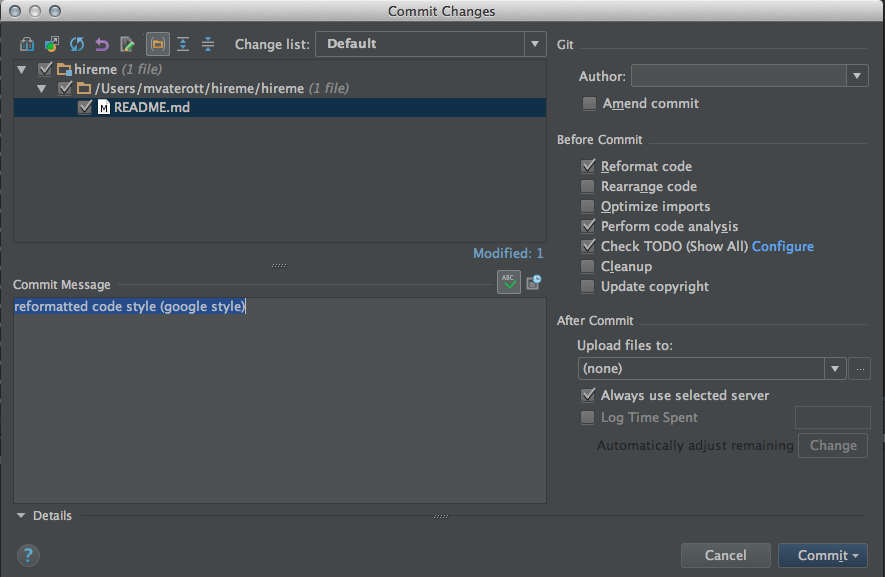 Commit Changes
Change list: Default
hireme (1 file)
/Users/mvaterott/hireme/hireme (1 file)
M README.md
Modified: 1
Commit Message
ABC
reformatted code style (google style)
Git
Author:
Amend commit
Before Commit
Reformat code
Rearrange code
Optimize imports
Perform code analysis
Check TODO (Show All) Configure
Cleanup
Update copyright
After Commit
Upload files to:
(none)
...
Always use selected server
Log Time Spent
Automatically adjust remaining Change
Details
?
Cancel
Commit